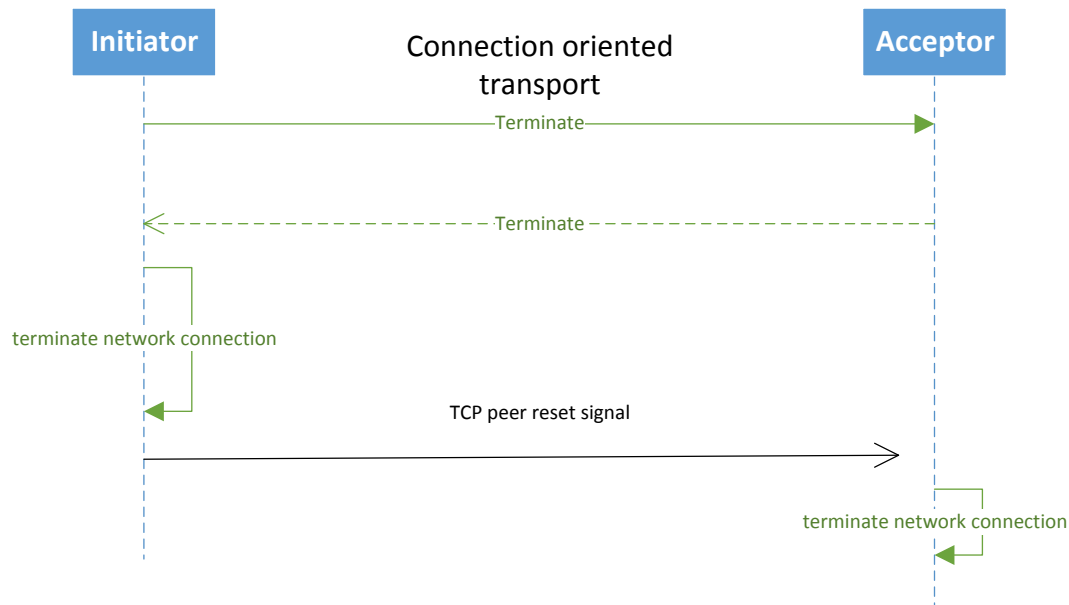 Initiator
Connection oriented
transport
Acceptor
Terminate
Terminate
terminate network connection
TCP peer reset signal
terminate network connection